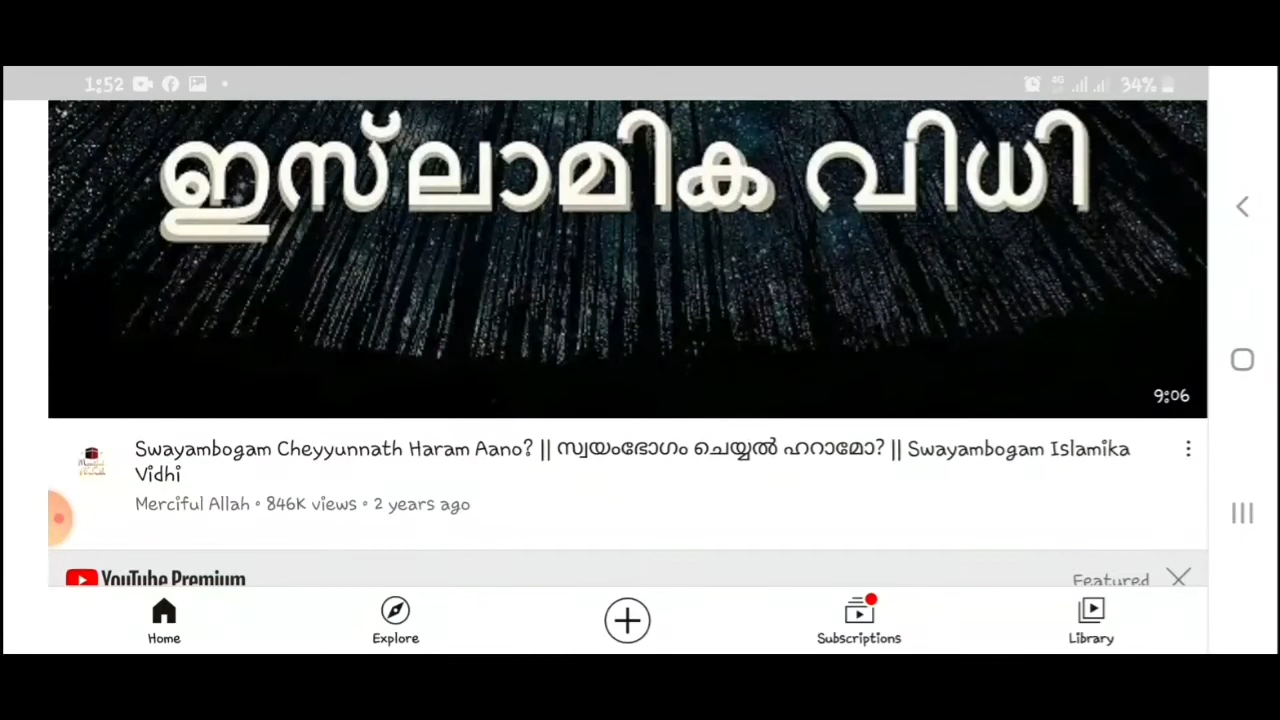 1:52
4G
34%
ഇസ്ലാമിക വിധി
9:06
Swayambogam Cheyyunnath Haram Aano? || സ്വയംഭോഗം ചെയ്യൽ ഹറാമോ? || Swayambogam Islamika
Vidhi
Merciful Allah • 846K views • 2 years ago
YouTube Premium
Featured
Home
Explore
Subscriptions
Library